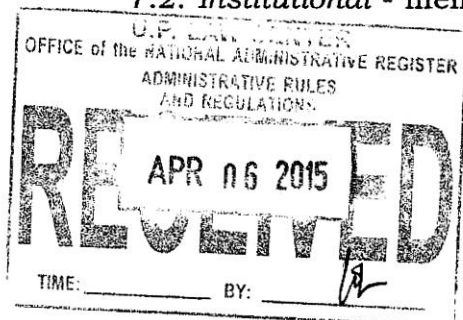 7.2. Institutional -
U.P. LAW CENTER
OFFICE of the NATIONAL ADMINISTRATIVE REGISTER
ADMINISTRATIVE RULES
AND REGULATIONS
RECEIVED
APR 06 2015
TIME: BY: